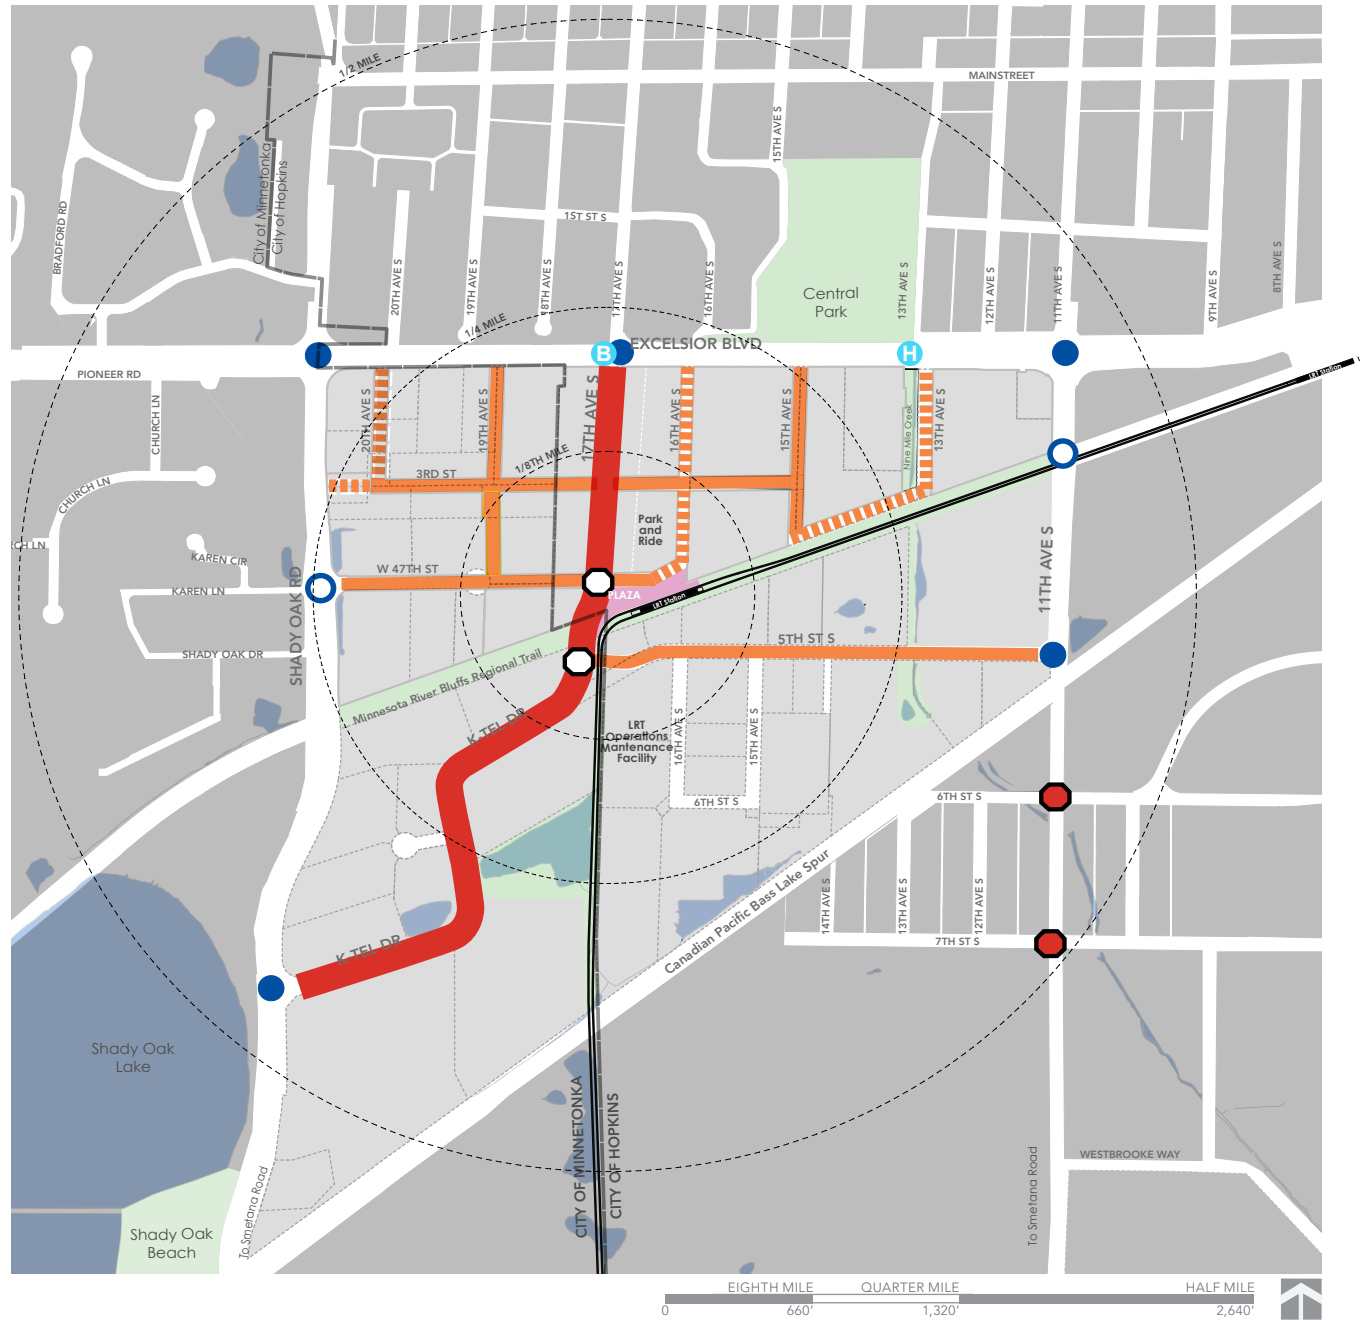 1/2 MILE
MAINSTREET
15TH AVE S
BRADFORD RD
City of Minnetonka
City of Hopkins
1ST ST S
20TH AVE S
19TH AVE S
18TH AVE S
17TH AVE S
16TH AVE S
13TH AVE S
12TH AVE S
11TH AVE S
9TH AVE S
8TH AVE S
Central
Park
1/4 MILE
B
EXCELSIOR BLVD
H
PIONEER RD
LRT Station
CHURCH LN
20TH AVE S
19TH AVE S
17TH AVE S
16TH AVE S
15TH AVE S
Nine Mile Creek
13TH AVE S
1/8TH MILE
3RD ST
CHURCH LN
Park
and
Ride
RCH LN
KAREN CIR
W 47TH ST
KAREN LN
SHADY OAK RD
PLAZA
LRT Station
11TH AVE S
5TH ST S
SHADY OAK DR
Minnesota River Bluffs Regional Trail
K-TEL DR
LRT
Operations
Mantenance
Facility
16TH AVE S
15TH AVE S
6TH ST S
6TH ST S
Canadian Pacific Bass Lake Spur
14TH AVE S
13TH AVE S
12TH AVE S
7TH ST S
K-TEL DR
Shady Oak
Lake
CITY OF MINNETONKA
CITY OF HOPKINS
WESTBROOKE WAY
To Smetana Road
To Smetana Road
Shady Oak
Beach
EIGHTH MILE
QUARTER MILE
HALF MILE
0
660'
1,320'
2,640'